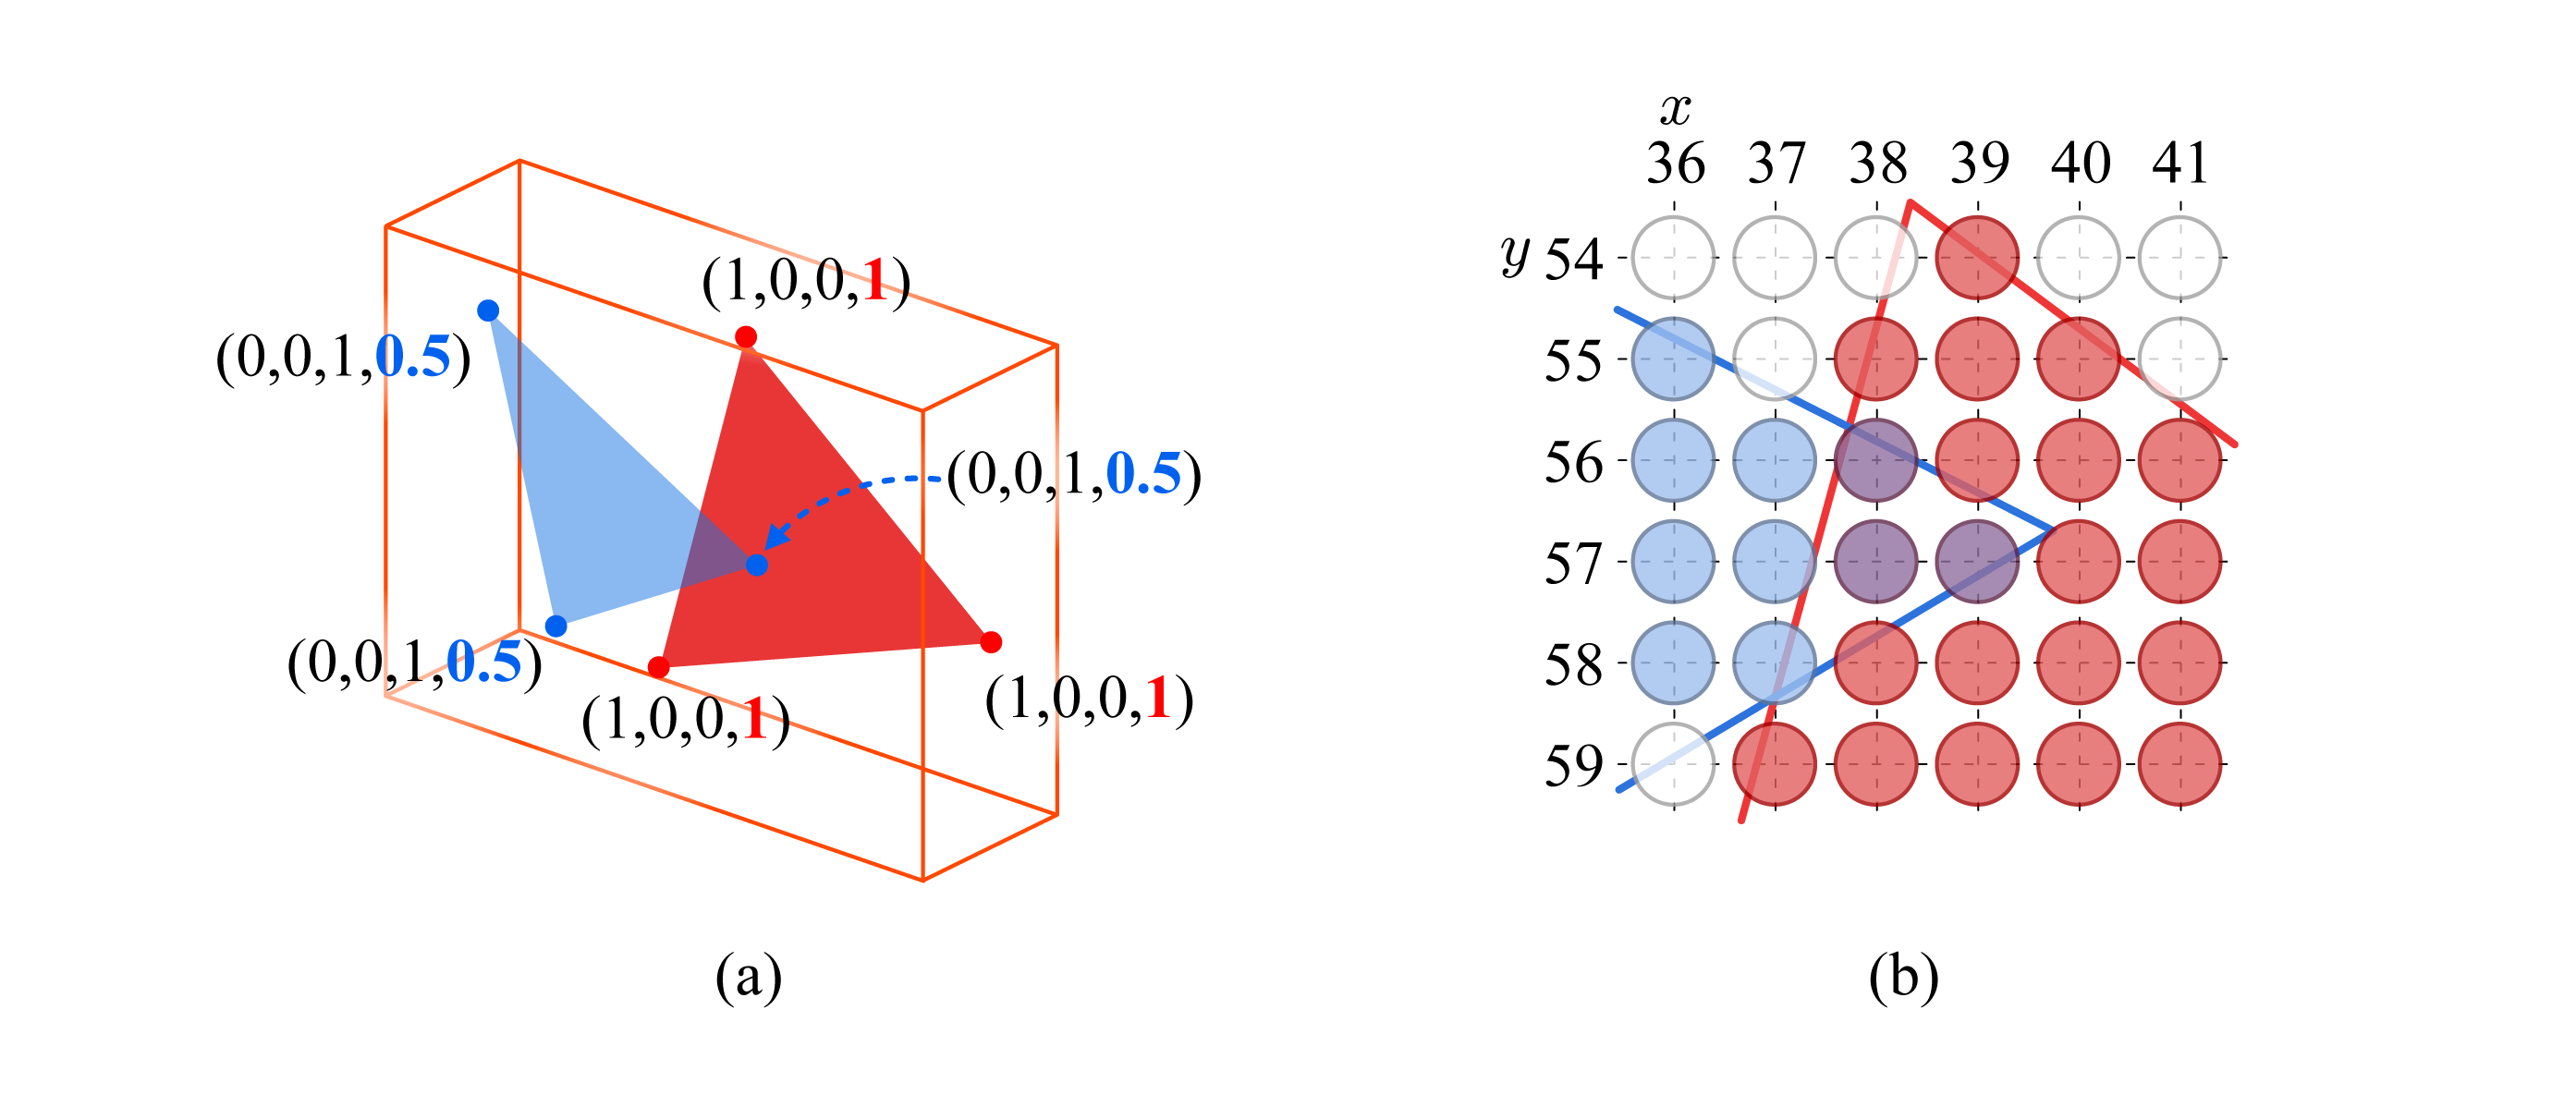 (1,0,0,1)
(0,0,1,0.5)
(0,0,1,0.5)
(0,0,1,0.5)
(1,0,0,1)
(1,0,0,1)
(a)
x
36 37 38 39 40 41
y 54
55
56
57
58
59
(b)